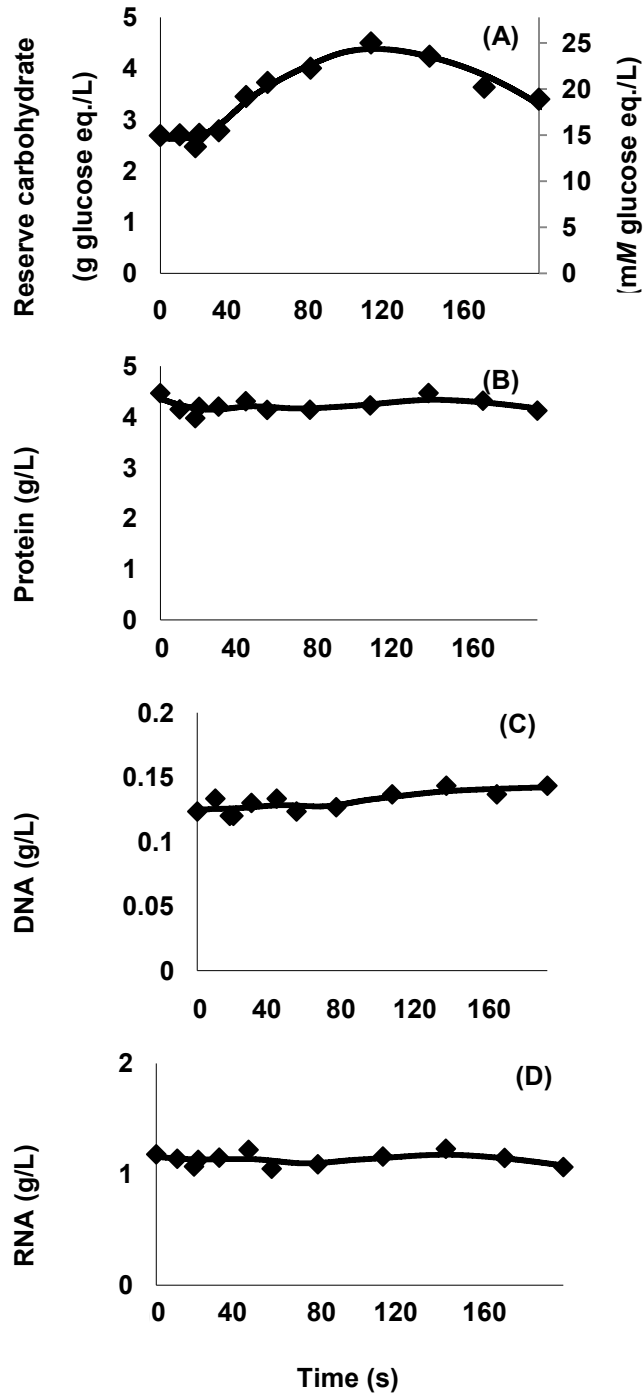 Reserve carbohydrate
(g glucose eq./L)
5
4
3
2
1
0
(A)
25
20
15
10
5
0
(mM glucose eq./L)
0 40 80 120 160
Protein (g/L)
5
4
3
2
1
0
(B)
0 40 80 120 160
DNA (g/L)
0.2
0.15
0.1
0.05
0
(C)
0 40 80 120 160
RNA (g/L)
2
1
0
(D)
0 40 80 120 160
Time (s)